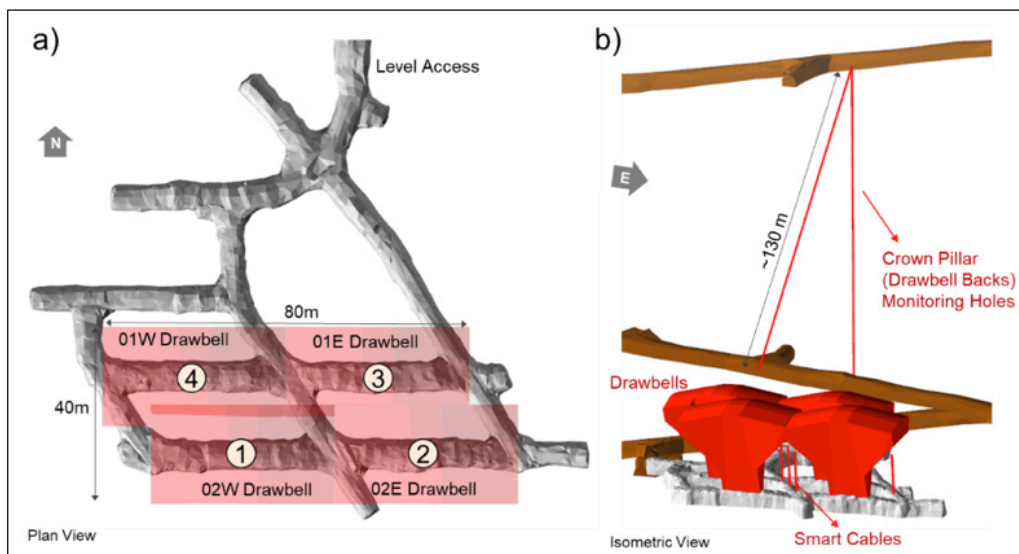 a)
Level Access
N
80m
01W Drawbell
01E Drawbell
4
3
40m
1
2
02W Drawbell
02E Drawbell
Plan View
b)
E
~130 m
Crown Pillar
(Drawbell Backs)
Monitoring Holes
Drawbells
Smart Cables
Isometric View